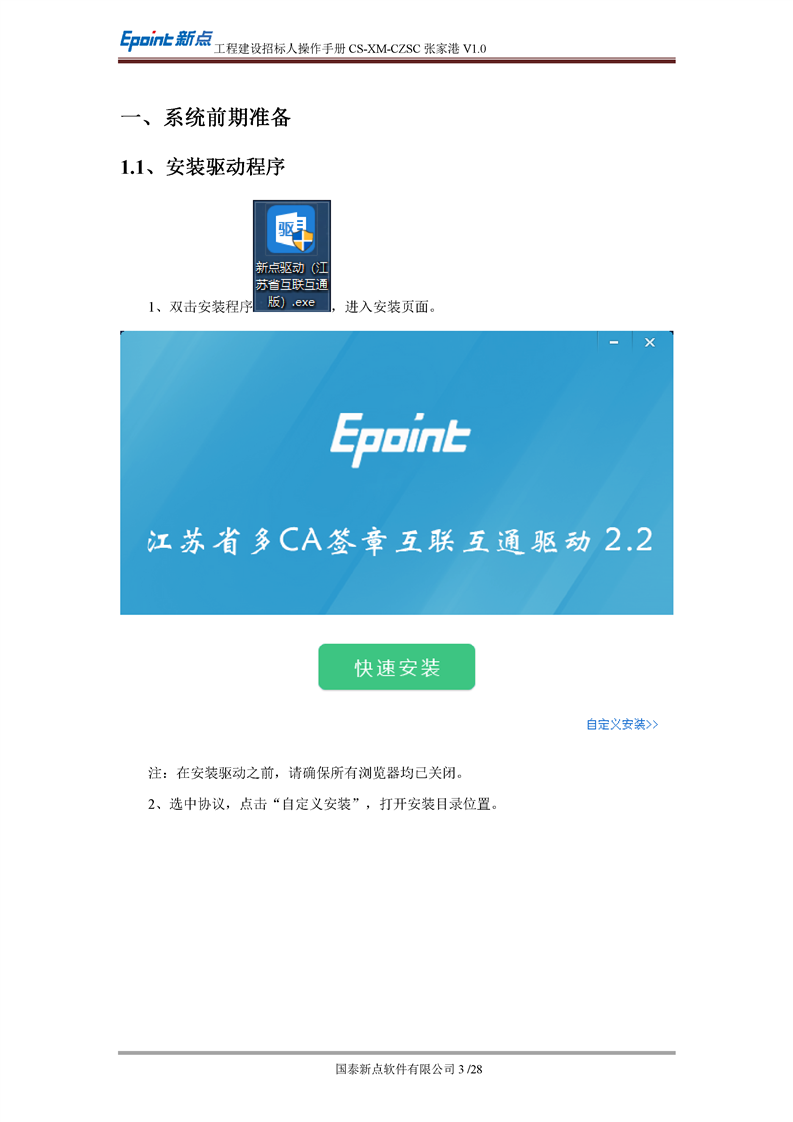 Epoint新点 工程建设招标人操作手册 CS-XM-CZSC 张家港 V1.0
一、系统前期准备
1.1、安装驱动程序
新点驱动（江
苏省互联互通
版）.exe
1、双击安装程序，进入安装页面。
Epoint
江苏省多CA签章互联互通驱动 2.2
快速安装
自定义安装>>
注：在安装驱动之前，请确保所有浏览器均已关闭。
2、选中协议，点击“自定义安装”，打开安装目录位置。
国泰新点软件有限公司 3 /28